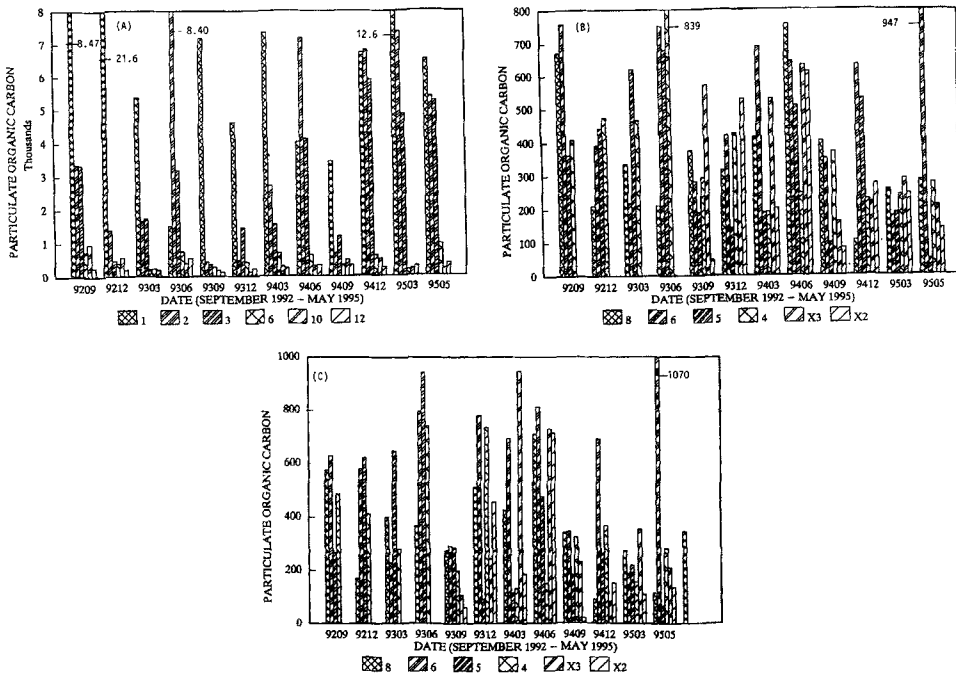 (A)
8
7
6
5
4
3
2
1
0
PARTICULATE ORGANIC CARBON
Thousands
8.47
21.6
8.40
12.6
9209 9212 9303 9306 9309 9312 9403 9406 9409 9412 9503 9505
DATE (SEPTEMBER 1992 – MAY 1995)
1 2 3 6 10 12
(B)
800
700
600
500
400
300
200
100
0
PARTICULATE ORGANIC CARBON
839
947
9209 9212 9303 9306 9309 9312 9403 9406 9409 9412 9503 9505
DATE (SEPTEMBER 1992 – MAY 1995)
8 6 5 4 X3 X2
(C)
1000
800
600
400
200
0
PARTICULATE ORGANIC CARBON
1070
9209 9212 9303 9306 9309 9312 9403 9406 9409 9412 9503 9505
DATE (SEPTEMBER 1992 – MAY 1995)
8 6 5 4 X3 X2